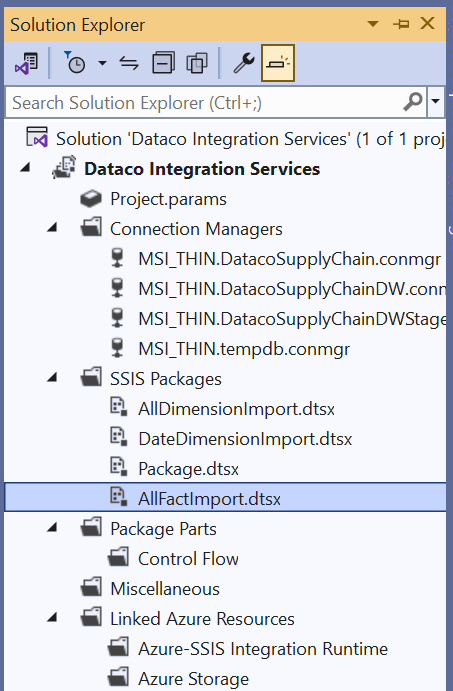 Solution Explorer
Search Solution Explorer (Ctrl+;)
Solution 'Dataco Integration Services' (1 of 1 proj
Dataco Integration Services
Project.params
Connection Managers
MSI_THIN.DatacoSupplyChain.conmgr
MSI_THIN.DatacoSupplyChainDW.conn
MSI_THIN.DatacoSupplyChainDWStage
MSI_THIN.tempdb.conmgr
SSIS Packages
AllDimensionImport.dtsx
DateDimensionImport.dtsx
Package.dtsx
AllFactImport.dtsx
Package Parts
Control Flow
Miscellaneous
Linked Azure Resources
Azure-SSIS Integration Runtime
Azure Storage